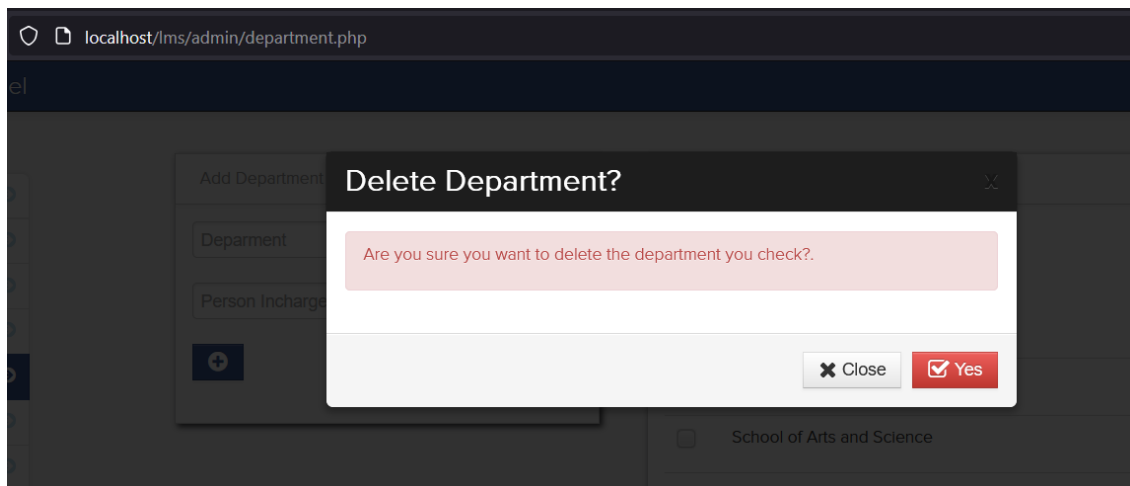 localhost/lms/admin/department.php
el
Add Department
Delete Department?
x
Deparment
Are you sure you want to delete the department you check?.
Person Incharge
Close
Yes
School of Arts and Science